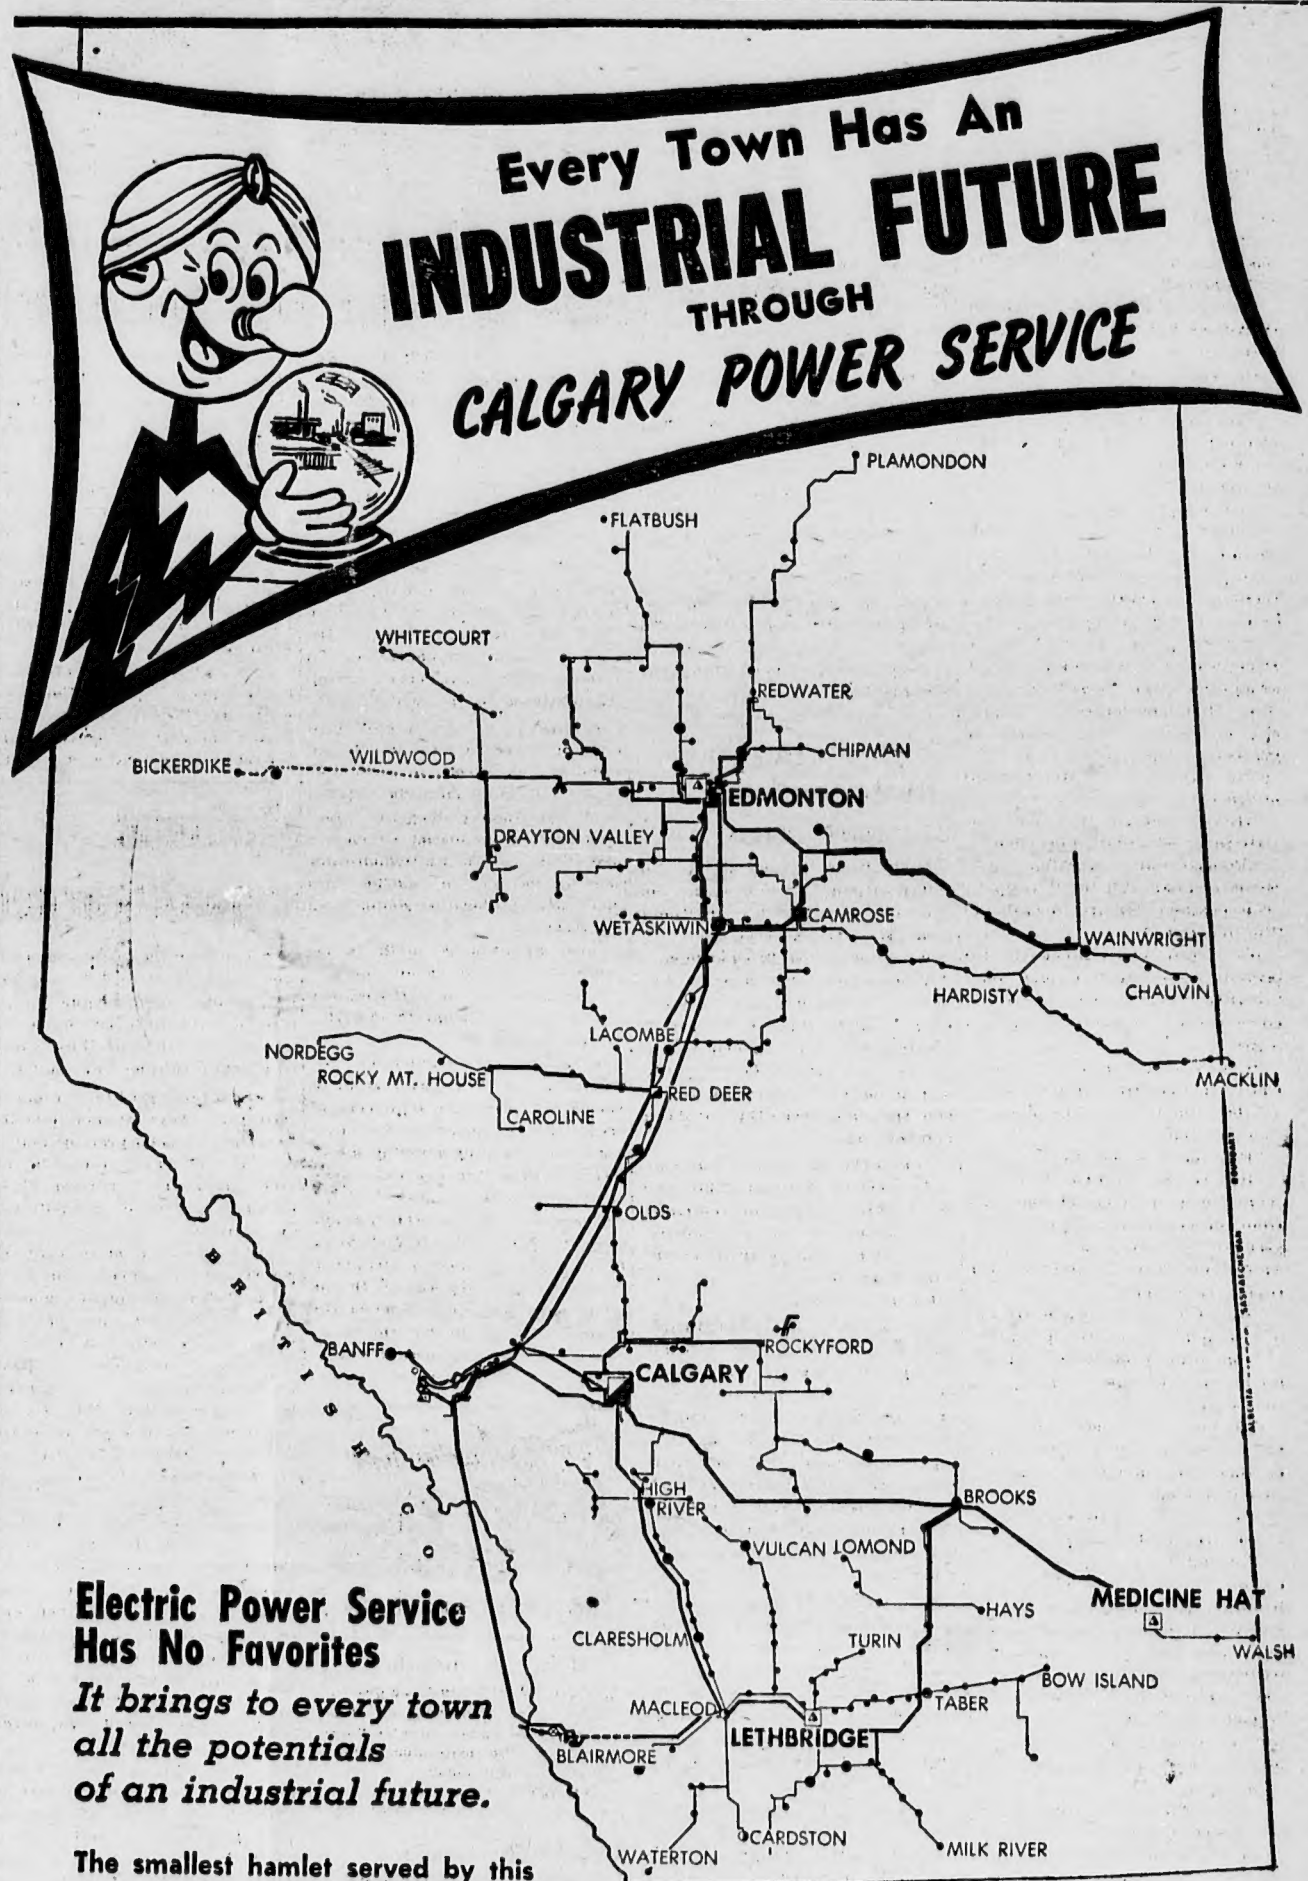 Every Town Has An
INDUSTRIAL FUTURE
THROUGH
CALGARY POWER SERVICE
PLAMONDON
FLATBUSH
WHITECOURT
REDWATER
CHIPMAN
BICKERDIKE
WILDWOOD
EDMONTON
DRAYTON VALLEY
WETASKIWIN
CAMROSE
WAINWRIGHT
HARDISTY
CHAUVIN
LACOMBE
NORDEGG
ROCKY MT. HOUSE
RED DEER
MACKLIN
CAROLINE
BOUNDARY
OLDS
SASKATCHEWAN
ALBERTA
BRITISH CO
BANFF
ROCKYFORD
CALGARY
HIGH
RIVER
BROOKS
VULCAN
LOMOND
MEDICINE HAT
HAYS
CLARESHOLM
TURIN
WALSH
BOW ISLAND
MACLEOD
TABER
LETHBRIDGE
BLAIRMORE
CARDSTON
MILK RIVER
WATERTON
Electric Power Service
Has No Favorites
It brings to every town
all the potentials
of an industrial future.
The smallest hamlet served by this